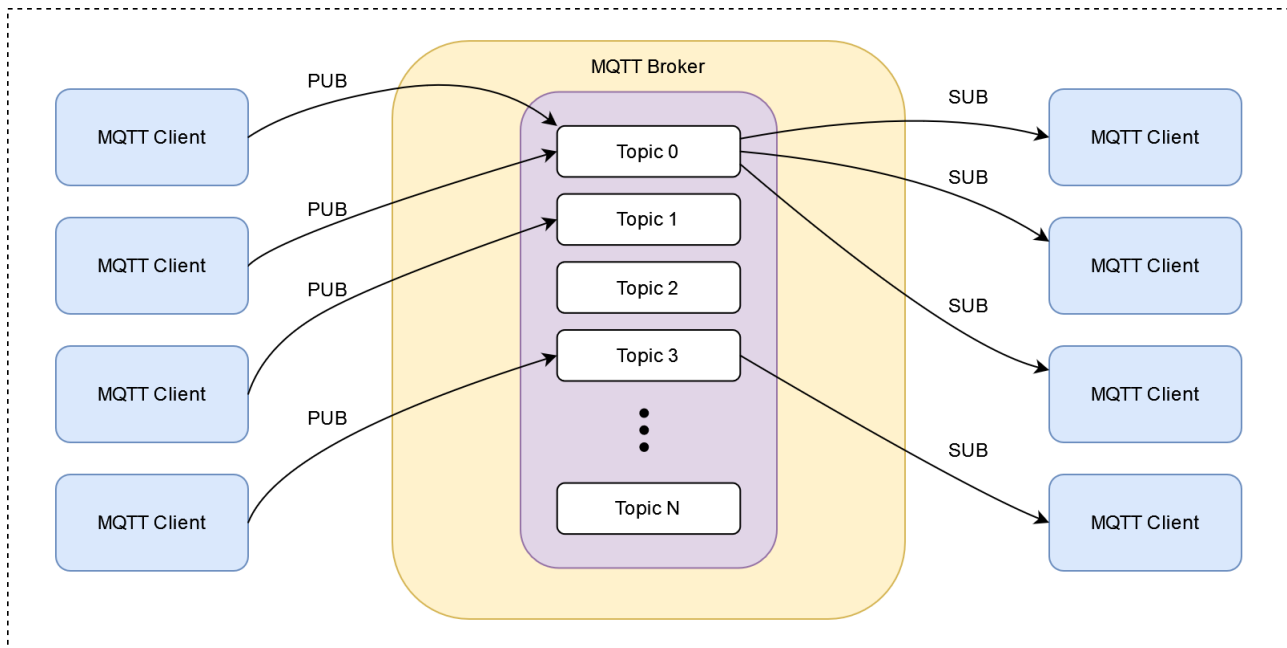 MQTT Broker
PUB
MQTT Client
PUB
MQTT Client
PUB
MQTT Client
PUB
MQTT Client
Topic 0
Topic 1
Topic 2
Topic 3
Topic N
SUB
MQTT Client
SUB
MQTT Client
SUB
MQTT Client
SUB
MQTT Client